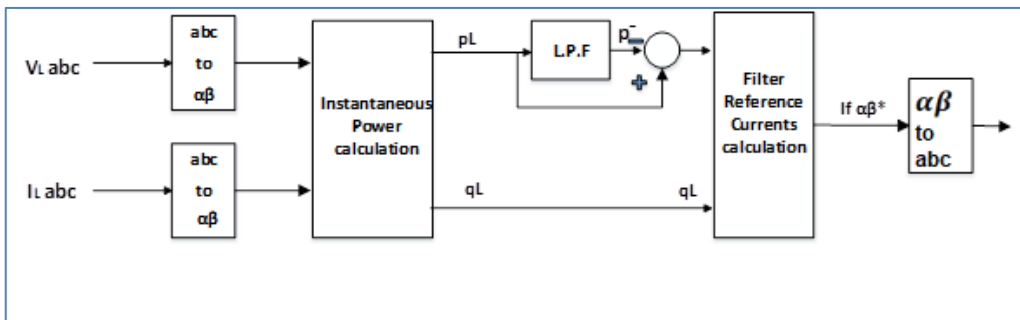 abc
to
αβ
VL abc
abc
to
αβ
IL abc
Instantaneous
Power
calculation
pL
L.P.F
p̄
qL
qL
Filter
Reference
Currents
calculation
If αβ*
αβ
to
abc